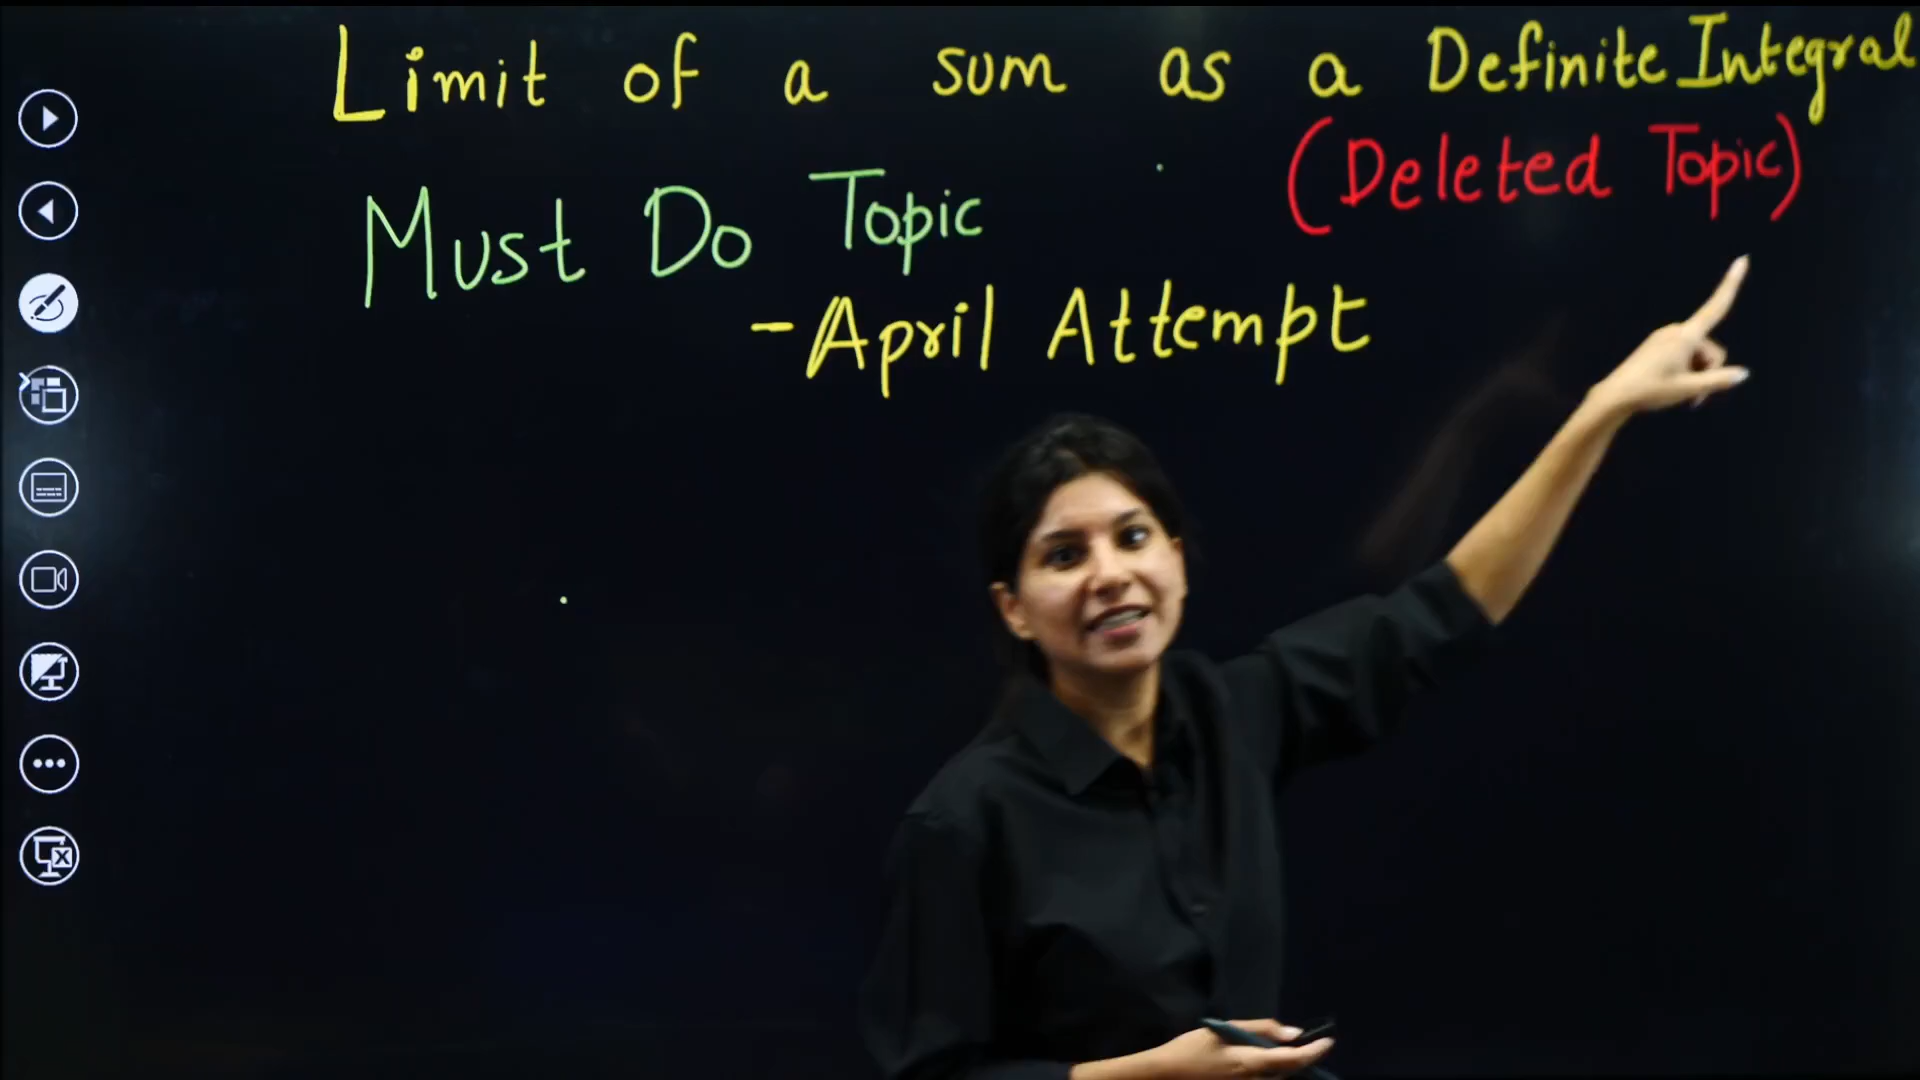 Limit of a sum as a Definite Integral
(Deleted Topic)
Must Do Topic
- April Attempt